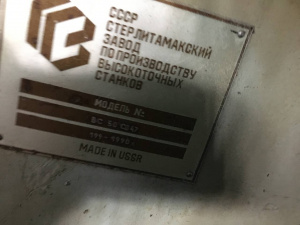 СССР
СТЕРЛИТАМАКСКИЙ
ЗАВОД
ПО ПРОИЗВОДСТВУ
ВЫСОКОТОЧНЫХ
СТАНКОВ
МОДЕЛЬ №:
MADE IN USSR